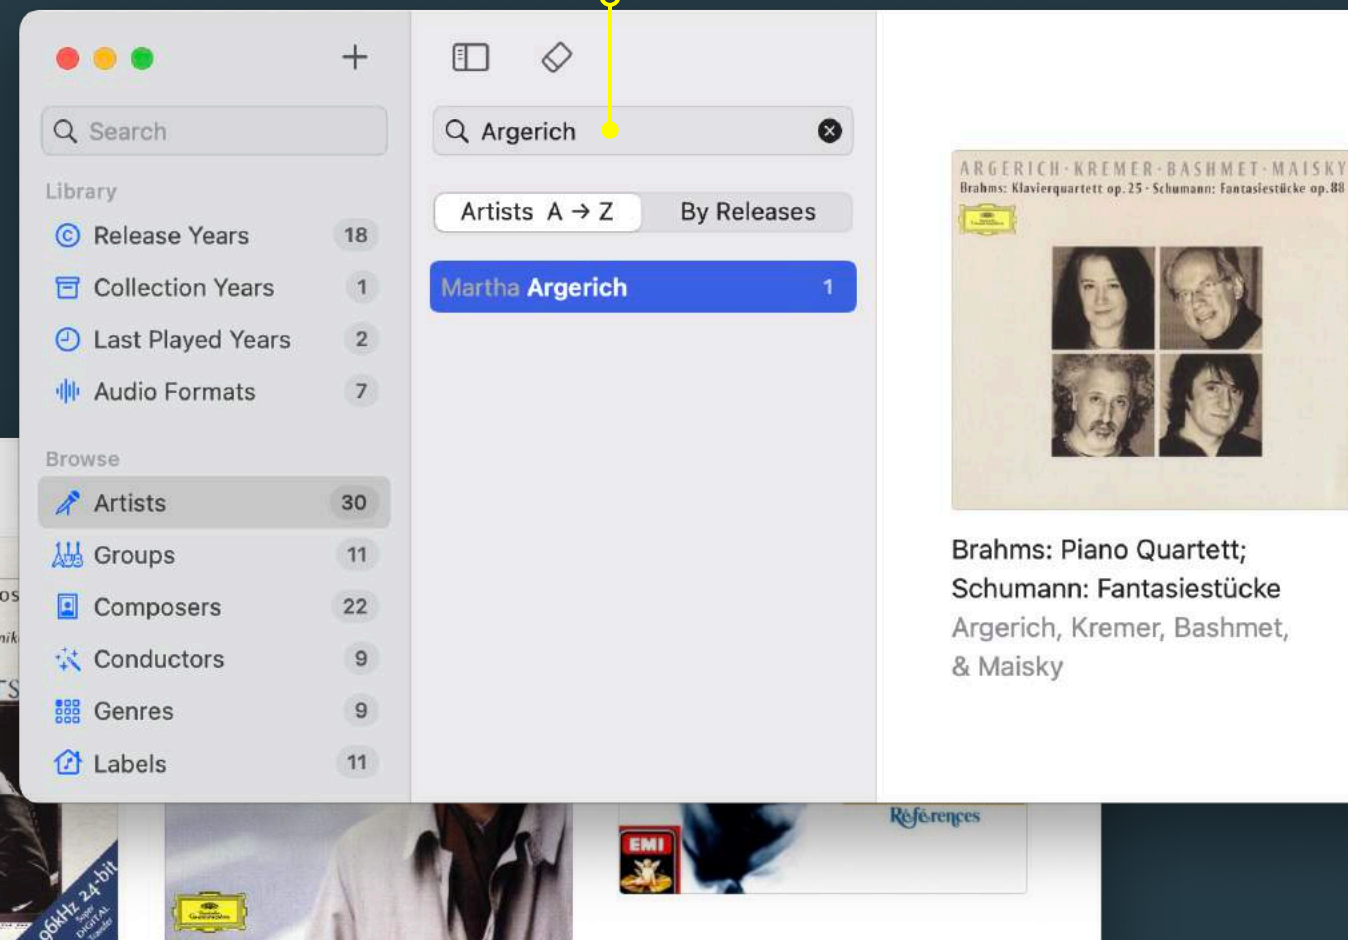 Search
Library
Release Years 18
Collection Years 1
Last Played Years 2
Audio Formats 7
Browse
Artists 30
Groups 11
Composers 22
Conductors 9
Genres 9
Labels 11
Argerich
Artists A → Z By Releases
Martha Argerich 1
ARGERICH · KREMER · BASHMET · MAISKY
Brahms: Klavierquartett op. 25 · Schumann: Fantasiestücke op. 88
Brahms: Piano Quartett;
Schumann: Fantasiestücke
Argerich, Kremer, Bashmet,
& Maisky
96kHz 24-bit
Super
DIGITAL
Transfer
EMI
Références